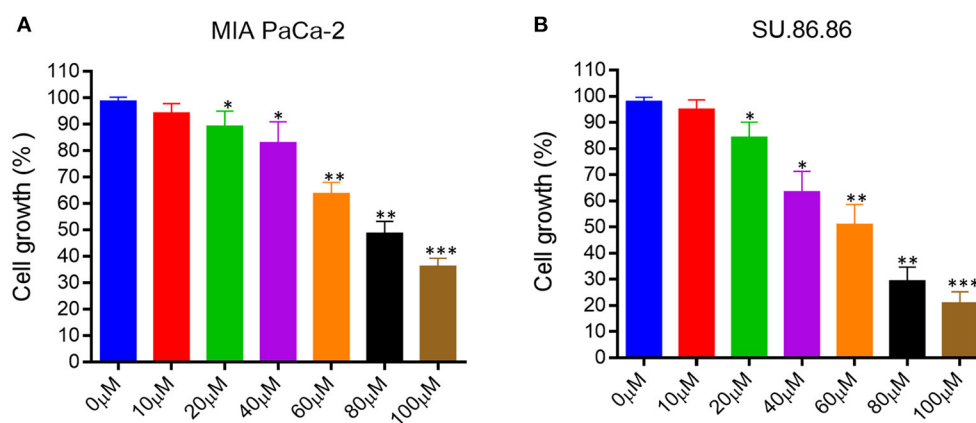 A
MIA PaCa-2
Cell growth (%)
110
100
90
80
70
60
50
40
30
20
10
0
*
*
**
**
***
0µM
10µM
20µM
40µM
60µM
80µM
100µM
B
SU.86.86
Cell growth (%)
110
100
90
80
70
60
50
40
30
20
10
0
*
*
**
**
***
0µM
10µM
20µM
40µM
60µM
80µM
100µM